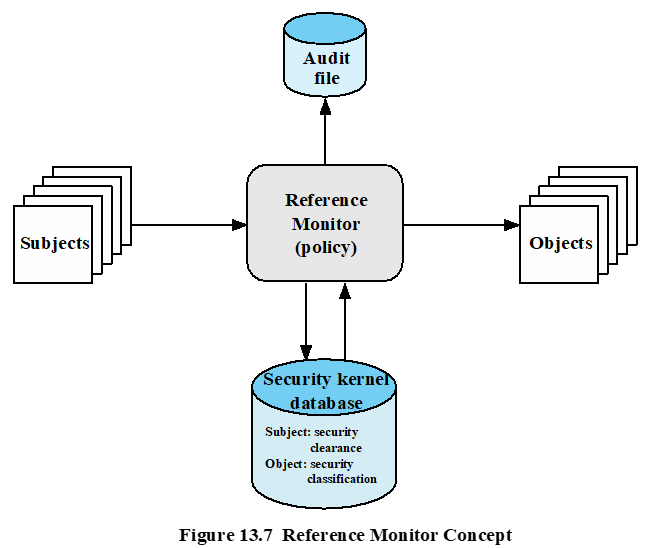 Audit
file
Reference
Monitor
(policy)
Subjects
Objects
Security kernel
database
Subject: security
clearance
Object: security
classification
Figure 13.7 Reference Monitor Concept